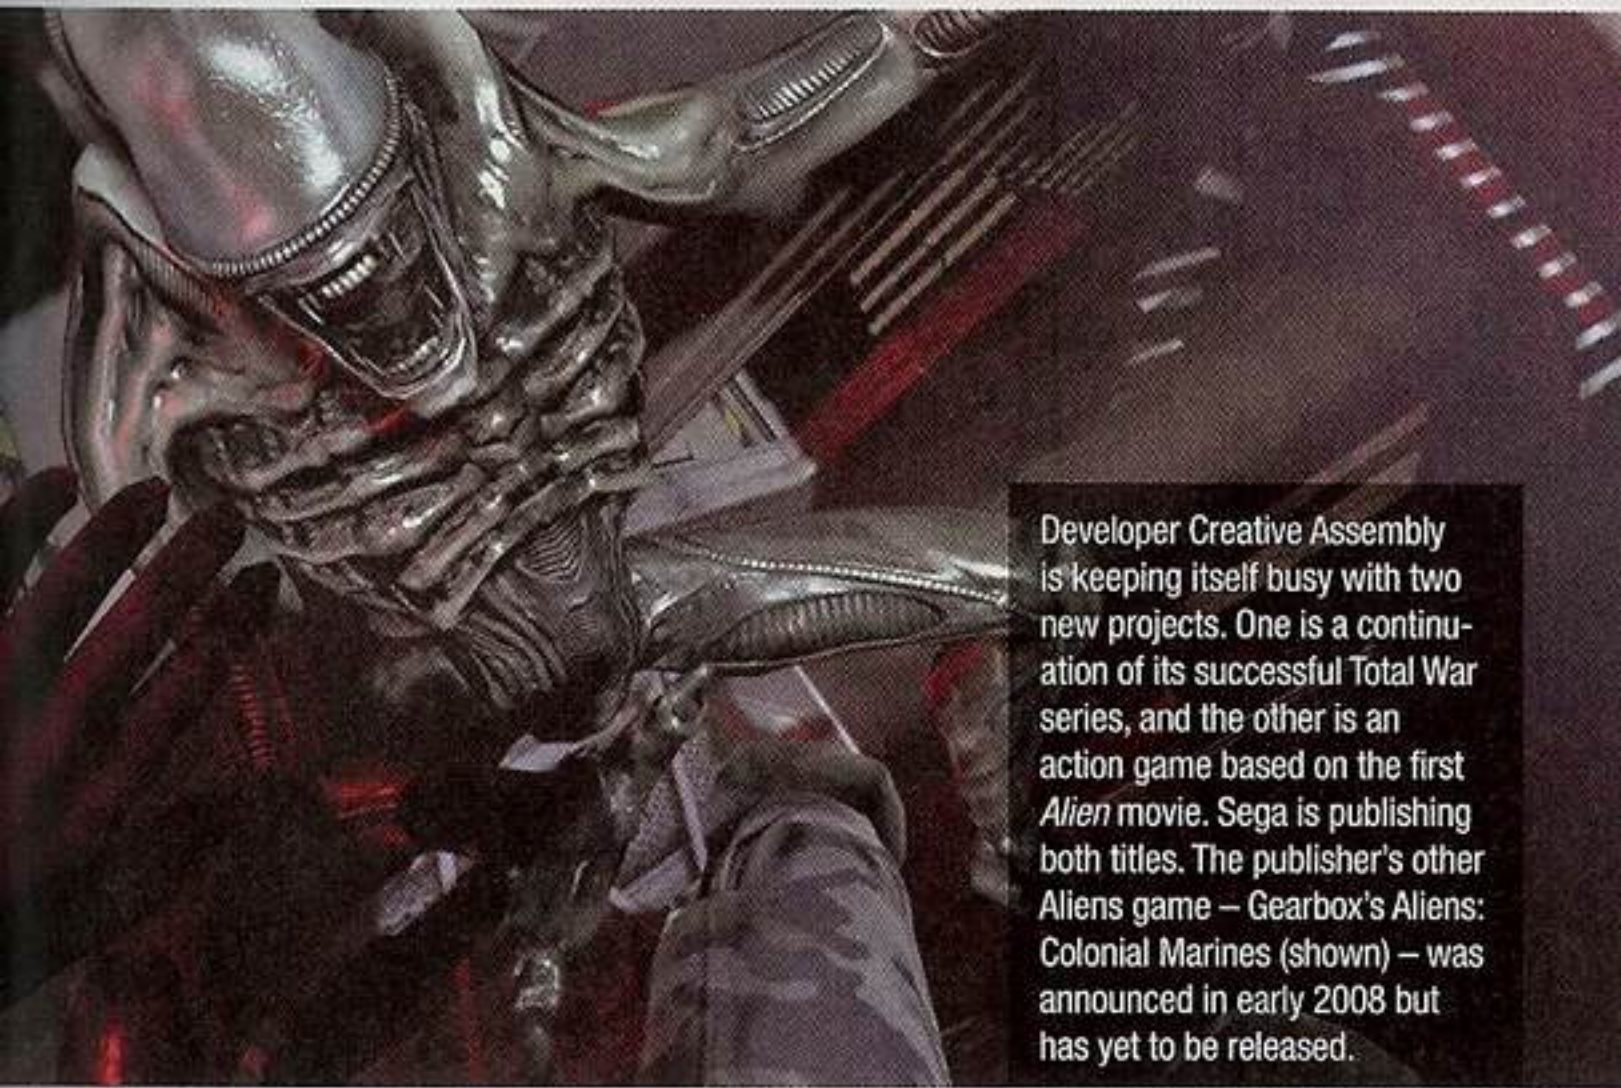 Developer Creative Assembly
is keeping itself busy with two
new projects. One is a continu-
ation of its successful Total War
series, and the other is an
action game based on the first
Alien movie. Sega is publishing
both titles. The publisher's other
Aliens game – Gearbox's Aliens:
Colonial Marines (shown) – was
announced in early 2008 but
has yet to be released.